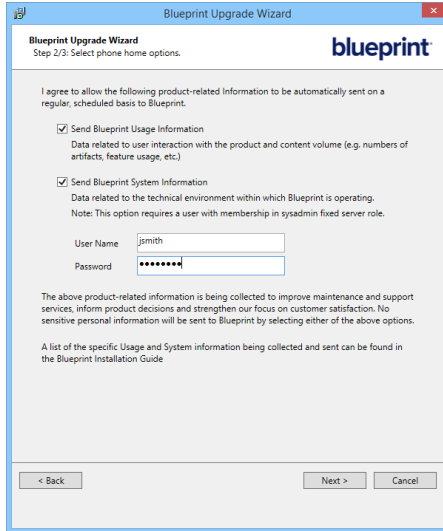 Blueprint Upgrade Wizard
Blueprint Upgrade Wizard
Step 2/3: Select phone home options.
blueprint
I agree to allow the following product-related Information to be automatically sent on a
regular, scheduled basis to Blueprint.
Send Blueprint Usage Information
Data related to user interaction with the product and content volume (e.g. numbers of
artifacts, feature usage, etc.)
Send Blueprint System Information
Data related to the technical environment within which Blueprint is operating.
Note: This option requires a user with membership in sysadmin fixed server role.
User Name jsmith
Password ••••••••
The above product-related information is being collected to improve maintenance and support
services, inform product decisions and strengthen our focus on customer satisfaction. No
sensitive personal information will be sent to Blueprint by selecting either of the above options.
A list of the specific Usage and System information being collected and sent can be found in
the Blueprint Installation Guide
< Back Next > Cancel